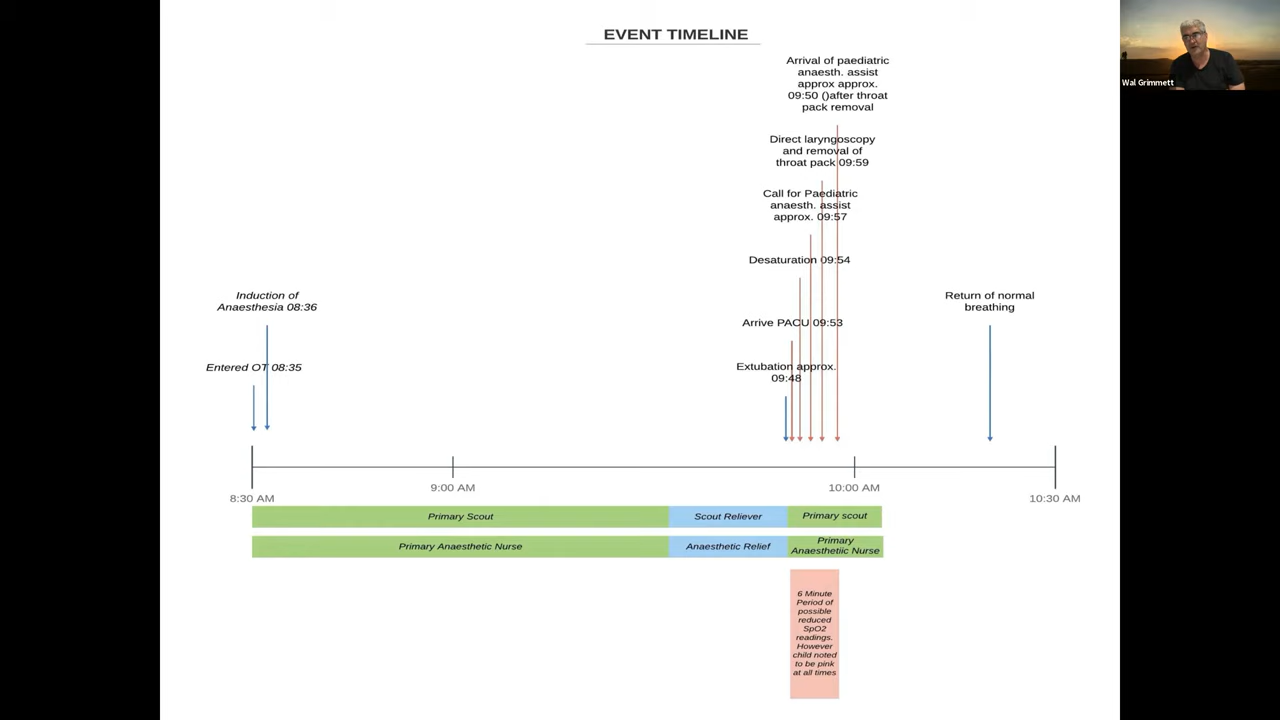 EVENT TIMELINE
Wal Grimmett
Arrival of paediatric
anaesth. assist
approx approx.
09:50 ()after throat
pack removal
Direct laryngoscopy
and removal of
throat pack 09:59
Call for Paediatric
anaesth. assist
approx. 09:57
Desaturation 09:54
Induction of
Anaesthesia 08:36
Return of normal
breathing
Arrive PACU 09:53
Entered OT 08:35
Extubation approx.
09:48
8:30 AM
9:00 AM
10:00 AM
10:30 AM
Primary Scout
Scout Reliever
Primary scout
Primary Anaesthetic Nurse
Anaesthetic Relief
Primary
Anaesthetiic Nurse
6 Minute
Period of
possible
reduced
SpO2
readings.
However
child noted
to be pink
at all times